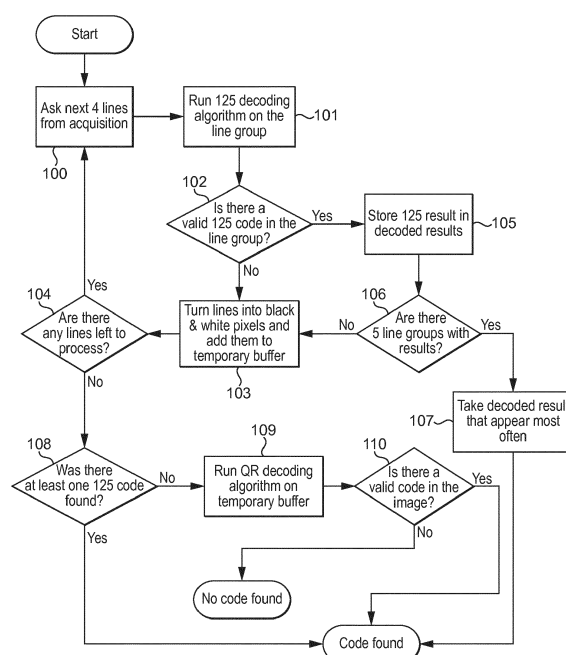 Start
Ask next 4 lines
from acquisition
100
Run 125 decoding
algorithm on the
line group
101
102
Is there a
valid 125 code in the
line group?
Yes
No
Store 125 result in
decoded results
105
104
Are there
any lines left to
process?
Yes
No
Turn lines into black
& white pixels and
add them to
temporary buffer
103
106
Are there
5 line groups with
results?
No
Yes
107
Take decoded result
that appear most
often
108
Was there
at least one 125 code
found?
No
Yes
109
Run QR decoding
algorithm on
temporary buffer
110
Is there a
valid code in the
image?
Yes
No
No code found
Code found